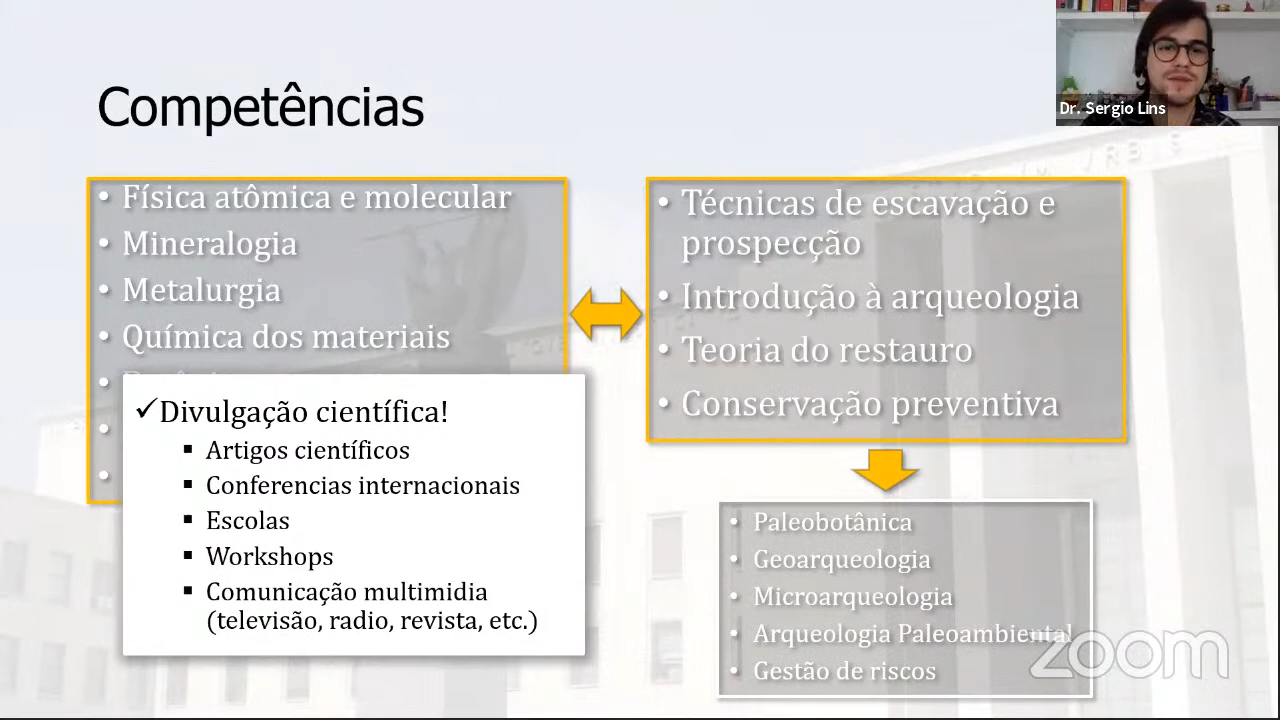 Competências
Dr. Sergio Lins
• Física atômica e molecular
• Mineralogia
• Metalurgia
• Química dos materiais
•
•
•
✓Divulgação científica!
▪ Artigos científicos
▪ Conferencias internacionais
▪ Escolas
▪ Workshops
▪ Comunicação multimidia
(televisão, radio, revista, etc.)
• Técnicas de escavação e
prospecção
• Introdução à arqueologia
• Teoria do restauro
• Conservação preventiva
• Paleobotânica
• Geoarqueologia
• Microarqueologia
• Arqueologia Paleoambiental
• Gestão de riscos
zoom